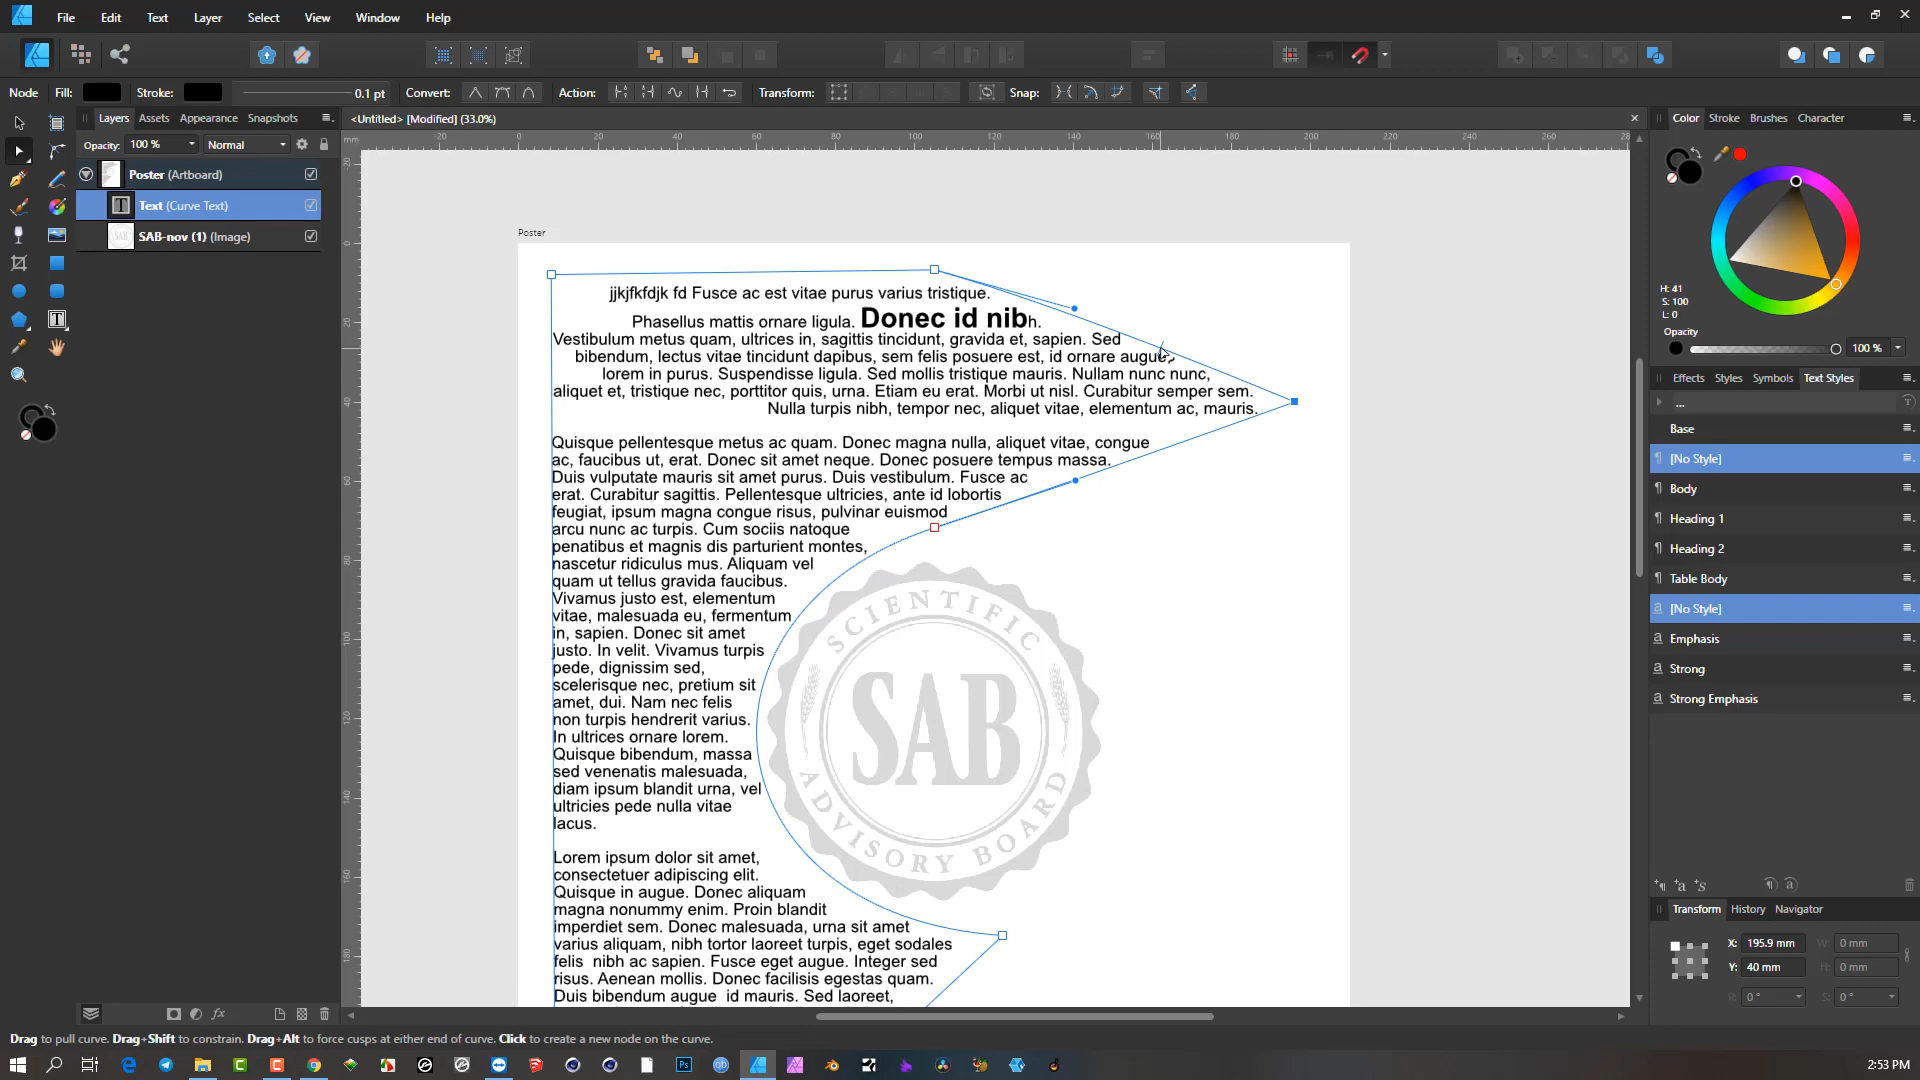 File Edit Text Layer Select View Window Help
Node Fill: Stroke: 0.1 pt Convert: Action: Transform: Snap:
Layers Assets Appearance Snapshots
<Untitled> [Modified] (33.0%)
Opacity: 100 % Normal
Poster (Artboard)
Text (Curve Text)
SAB-nov (1) (Image)
mm
-20 0 20 40 60 80 100 120 140 160 180 200 220 240 260
Poster
jjkjfkfdjk fd Fusce ac est vitae purus varius tristique.
Phasellus mattis ornare ligula. Donec id nibh.
Vestibulum metus quam, ultrices in, sagittis tincidunt, gravida et, sapien. Sed
bibendum, lectus vitae tincidunt dapibus, sem felis posuere est, id ornare augue,
lorem in purus. Suspendisse ligula. Sed mollis tristique mauris. Nullam nunc nunc,
aliquet et, tristique nec, porttitor quis, urna. Etiam eu erat. Morbi ut nisl. Curabitur semper sem.
Nulla turpis nibh, tempor nec, aliquet vitae, elementum ac, mauris.
Quisque pellentesque metus ac quam. Donec magna nulla, aliquet vitae, congue
ac, faucibus ut, erat. Donec sit amet neque. Donec posuere tempus massa.
Duis vulputate mauris sit amet purus. Duis vestibulum. Fusce ac
erat. Curabitur sagittis. Pellentesque ultricies, ante id lobortis
feugiat, ipsum magna congue risus, pulvinar euismod
arcu nunc ac turpis. Cum sociis natoque
penatibus et magnis dis parturient montes,
nascetur ridiculus mus. Aliquam vel
quam ut tellus gravida faucibus.
Vivamus justo est, elementum
vitae, malesuada eu, fermentum
in, sapien. Donec sit amet
justo. In velit. Vivamus turpis
pede, dignissim sed,
scelerisque nec, pretium sit
amet, dui. Nam nec felis
non turpis hendrerit varius.
In ultrices ornare lorem.
Quisque bibendum, massa
sed venenatis malesuada,
diam ipsum blandit urna, vel
ultricies pede nulla vitae
lacus.
Lorem ipsum dolor sit amet,
consectetuer adipiscing elit.
Quisque in augue. Donec aliquam
magna nonummy enim. Proin blandit
imperdiet sem. Donec malesuada, urna sit amet
varius aliquam, nibh tortor laoreet turpis, eget sodales
felis nibh ac sapien. Fusce eget augue. Integer sed
risus. Aenean mollis. Donec facilisis egestas quam.
Duis bibendum augue id mauris. Sed laoreet,
SCIENTIFIC
SAB
ADVISORY BOARD
Color Stroke Brushes Character
H: 41
S: 100
L: 0
Opacity
100 %
Effects Styles Symbols Text Styles
...
Base
[No Style]
Body
Heading 1
Heading 2
Table Body
[No Style]
Emphasis
Strong
Strong Emphasis
Transform History Navigator
X: 195.9 mm W: 0 mm
Y: 40 mm H: 0 mm
R: 0 ° S: 0 °
Drag to pull curve. Drag+Shift to constrain. Drag+Alt to force cusps at either end of curve. Click to create a new node on the curve.
2:53 PM